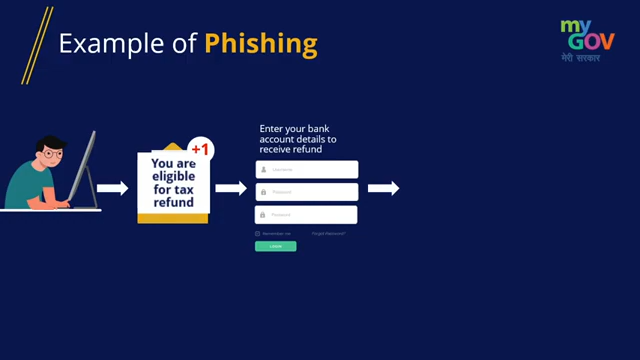 Example of Phishing
my
GOV
मेरी सरकार
+1
You are
eligible
for tax
refund
Enter your bank
account details to
receive refund
Username
Password
Password
Remember me
Forgot Password?
LOGIN